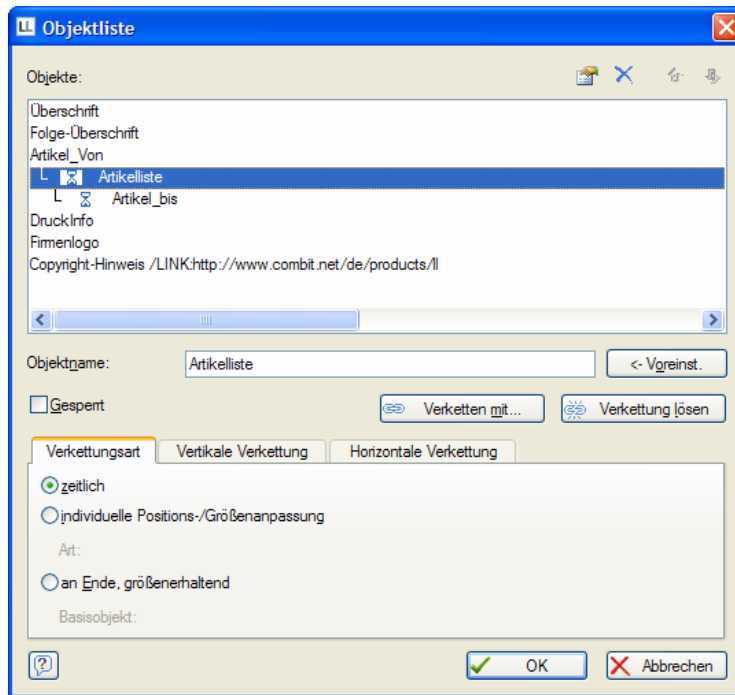 LL Objektliste
Objekte:
Überschrift
Folge-Überschrift
Artikel_Von
Artikelliste
Artikel_bis
DruckInfo
Firmenlogo
Copyright-Hinweis /LINK:http://www.combit.net/de/products/ll
Objektname: Artikelliste <- Voreinst.
Gesperrt Verketten mit... Verkettung lösen
Verkettungsart Vertikale Verkettung Horizontale Verkettung
zeitlich
individuelle Positions-/Größenanpassung
Art:
an Ende, größenerhaltend
Basisobjekt:
? OK Abbrechen